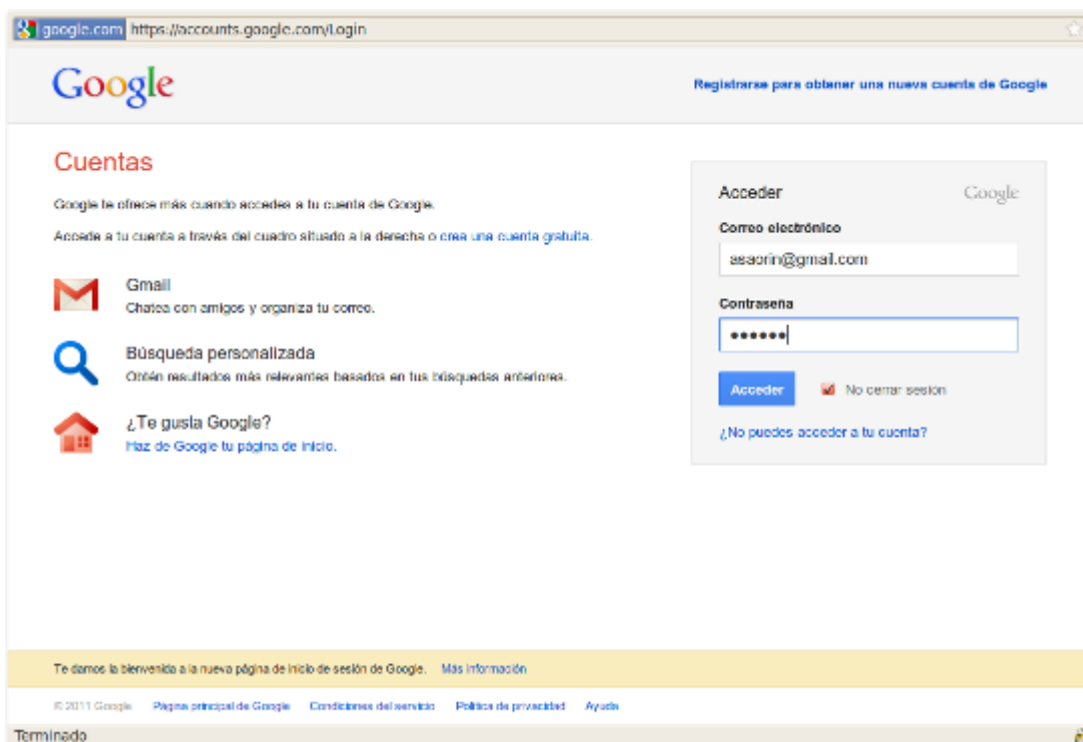 google.com https://accounts.google.com/Login
Google
Registrarse para obtener una nueva cuenta de Google
Cuentas
Google te ofrece más cuando accedes a tu cuenta de Google.
Accede a tu cuenta a través del cuadro situado a la derecha o crea una cuenta gratuita.
Gmail
Chatea con amigos y organiza tu correo.
Búsqueda personalizada
Obtén resultados más relevantes basados en tus búsquedas anteriores.
¿Te gusta Google?
Haz de Google tu página de inicio.
Acceder Google
Correo electrónico
asaorin@gmail.com
Contraseña
••••••
Acceder No cerrar sesión
¿No puedes acceder a tu cuenta?
Te damos la bienvenida a la nueva página de inicio de sesión de Google. Más información
© 2011 Google Página principal de Google Condiciones del servicio Política de privacidad Ayuda
Terminado